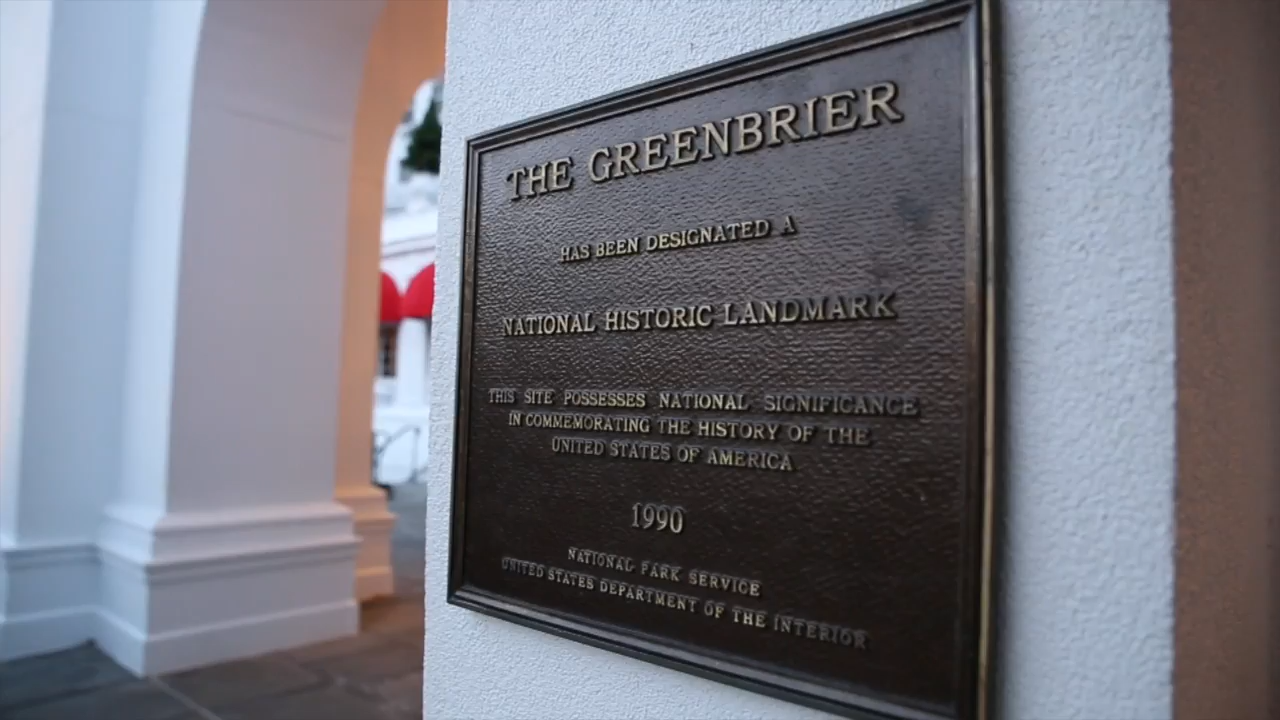 THE GREENBRIER
HAS BEEN DESIGNATED A
NATIONAL HISTORIC LANDMARK
THIS SITE POSSESSES NATIONAL SIGNIFICANCE
IN COMMEMORATING THE HISTORY OF THE
UNITED STATES OF AMERICA
1990
NATIONAL PARK SERVICE
UNITED STATES DEPARTMENT OF THE INTERIOR